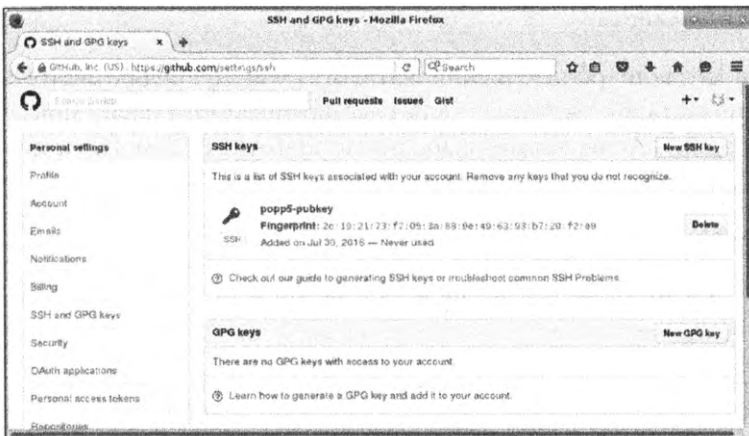 SSH and GPG keys - Mozilla Firefox
SSH and GPG keys
GitHub, Inc. (US) https://github.com/settings/ssh
Search
Pull requests Issues Gist
Personal settings
Profile
Account
Emails
Notifications
Billing
SSH and GPG keys
Security
OAuth applications
Personal access tokens
Repositories
SSH keys
New SSH key
This is a list of SSH keys associated with your account. Remove any keys that you do not recognize.
popp5-pubkey
Fingerprint:
SSH
Added on Jul 30, 2016 — Never used
Delete
Check out our guide to generating SSH keys or troubleshoot common SSH Problems.
GPG keys
New GPG key
There are no GPG keys with access to your account.
Learn how to generate a GPG key and add it to your account.